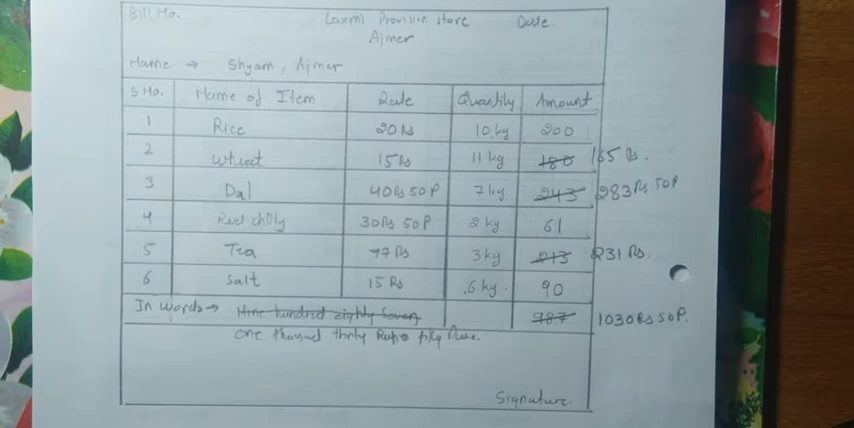 Bill No. Laxmi Provision store Date
Ajmer
Name → Shyam, Ajmer
S No. Name of Item Rate Quantity Amount
1 Rice 20 Rs 10 kg 200
2 Wheat 15 Rs 11 kg 180 165 Rs.
3 Dal 40 Rs 50 P 7 kg 243 283 Rs 50P
4 Red chilly 30 Rs 50 P. 2 kg 61
5 Tea 77 Rs 3 kg 213 231 Rs.
6 Salt 15 Rs 6 kg. 90
In words → Nine hundred eighty Seven 987 1030 Rs 50P.
One thousand thirty Rupee fifty
Signature.